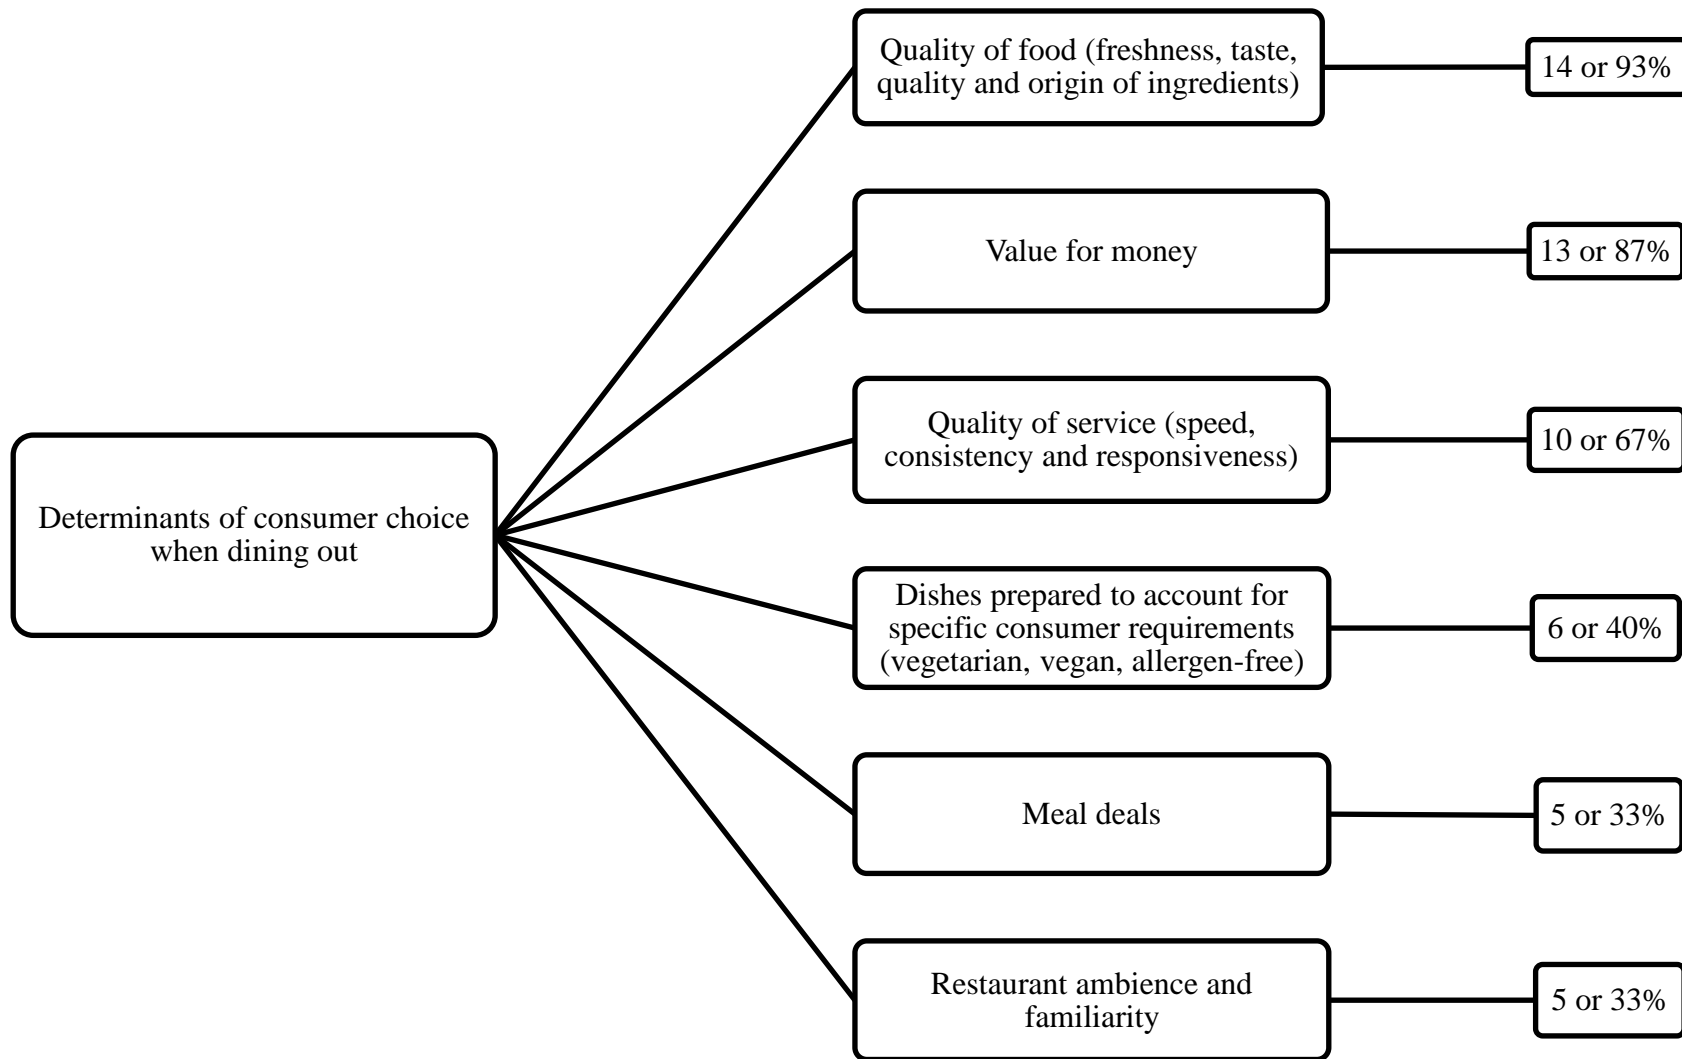 Quality of food (freshness, taste,
quality and origin of ingredients)
14 or 93%
Value for money
13 or 87%
Quality of service (speed,
consistency and responsiveness)
10 or 67%
Determinants of consumer choice
when dining out
Dishes prepared to account for
specific consumer requirements
(vegetarian, vegan, allergen-free)
6 or 40%
Meal deals
5 or 33%
Restaurant ambience and
familiarity
5 or 33%